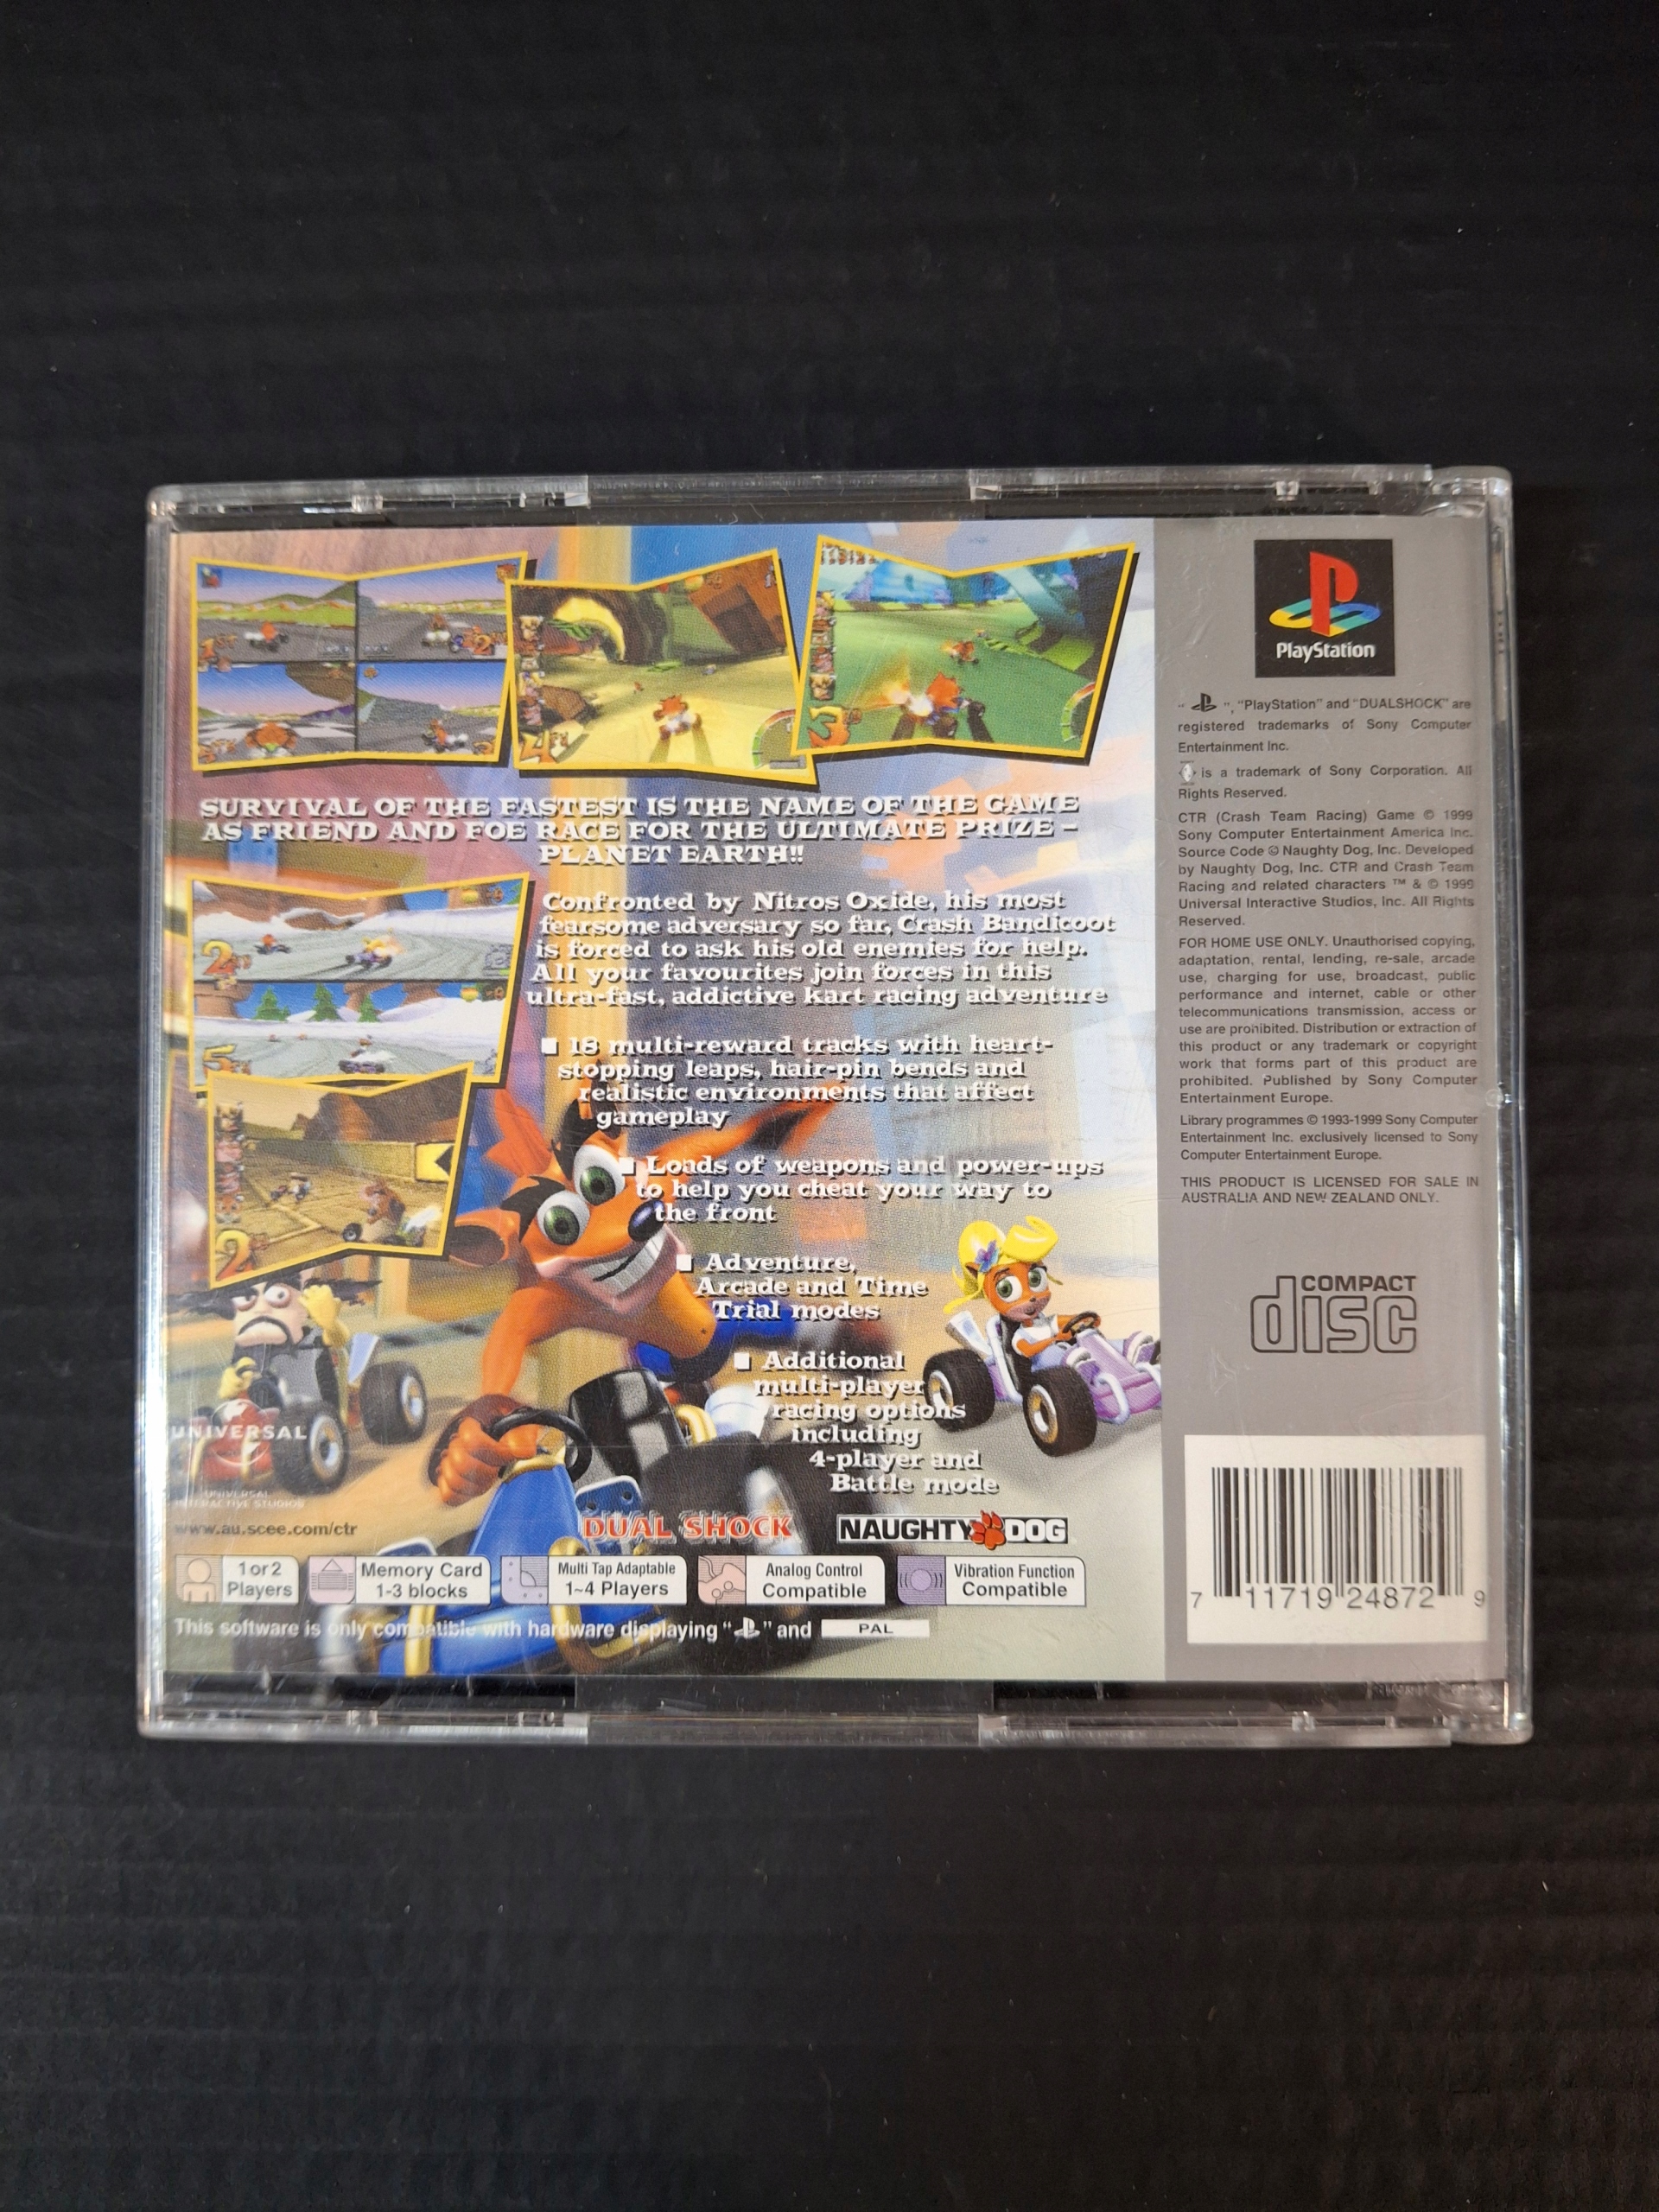 SURVIVAL OF THE FASTEST IS THE NAME OF THE GAME
AS FRIEND AND FOE RACE FOR THE ULTIMATE PRIZE –
PLANET EARTH!!
Confronted by Nitros Oxide, his most
fearsome adversary so far, Crash Bandicoot
is forced to ask his old enemies for help.
All your favourites join forces in this
ultra-fast, addictive kart racing adventure
■ 18 multi-reward tracks with heart-
stopping leaps, hair-pin bends and
realistic environments that affect
gameplay
■ Loads of weapons and power-ups
to help you cheat your way to
the front
■ Adventure,
Arcade and Time
Trial modes
■ Additional
multi-player
racing options
including
4-player and
Battle mode
UNIVERSAL
UNIVERSAL
INTERACTIVE STUDIOS
www.au.scee.com/ctr
DUAL SHOCK
NAUGHTY DOG
1 or 2
Players
Memory Card
1-3 blocks
Multi Tap Adaptable
1~4 Players
Analog Control
Compatible
Vibration Function
Compatible
This software is only compatible with hardware displaying “ ” and PAL
PlayStation
“ ”, “PlayStation” and “DUALSHOCK” are
registered trademarks of Sony Computer
Entertainment Inc.
is a trademark of Sony Corporation. All
Rights Reserved.
CTR (Crash Team Racing) Game © 1999
Sony Computer Entertainment America Inc.
Source Code © Naughty Dog, Inc. Developed
by Naughty Dog, Inc. CTR and Crash Team
Racing and related characters ™ & © 1999
Universal Interactive Studios, Inc. All Rights
Reserved.
FOR HOME USE ONLY. Unauthorised copying,
adaptation, rental, lending, re-sale, arcade
use, charging for use, broadcast, public
performance and internet, cable or other
telecommunications transmission, access or
use are prohibited. Distribution or extraction of
this product or any trademark or copyright
work that forms part of this product are
prohibited. Published by Sony Computer
Entertainment Europe.
Library programmes © 1993-1999 Sony Computer
Entertainment Inc. exclusively licensed to Sony
Computer Entertainment Europe.
THIS PRODUCT IS LICENSED FOR SALE IN
AUSTRALIA AND NEW ZEALAND ONLY.
COMPACT
disc
7 11719 24872 9